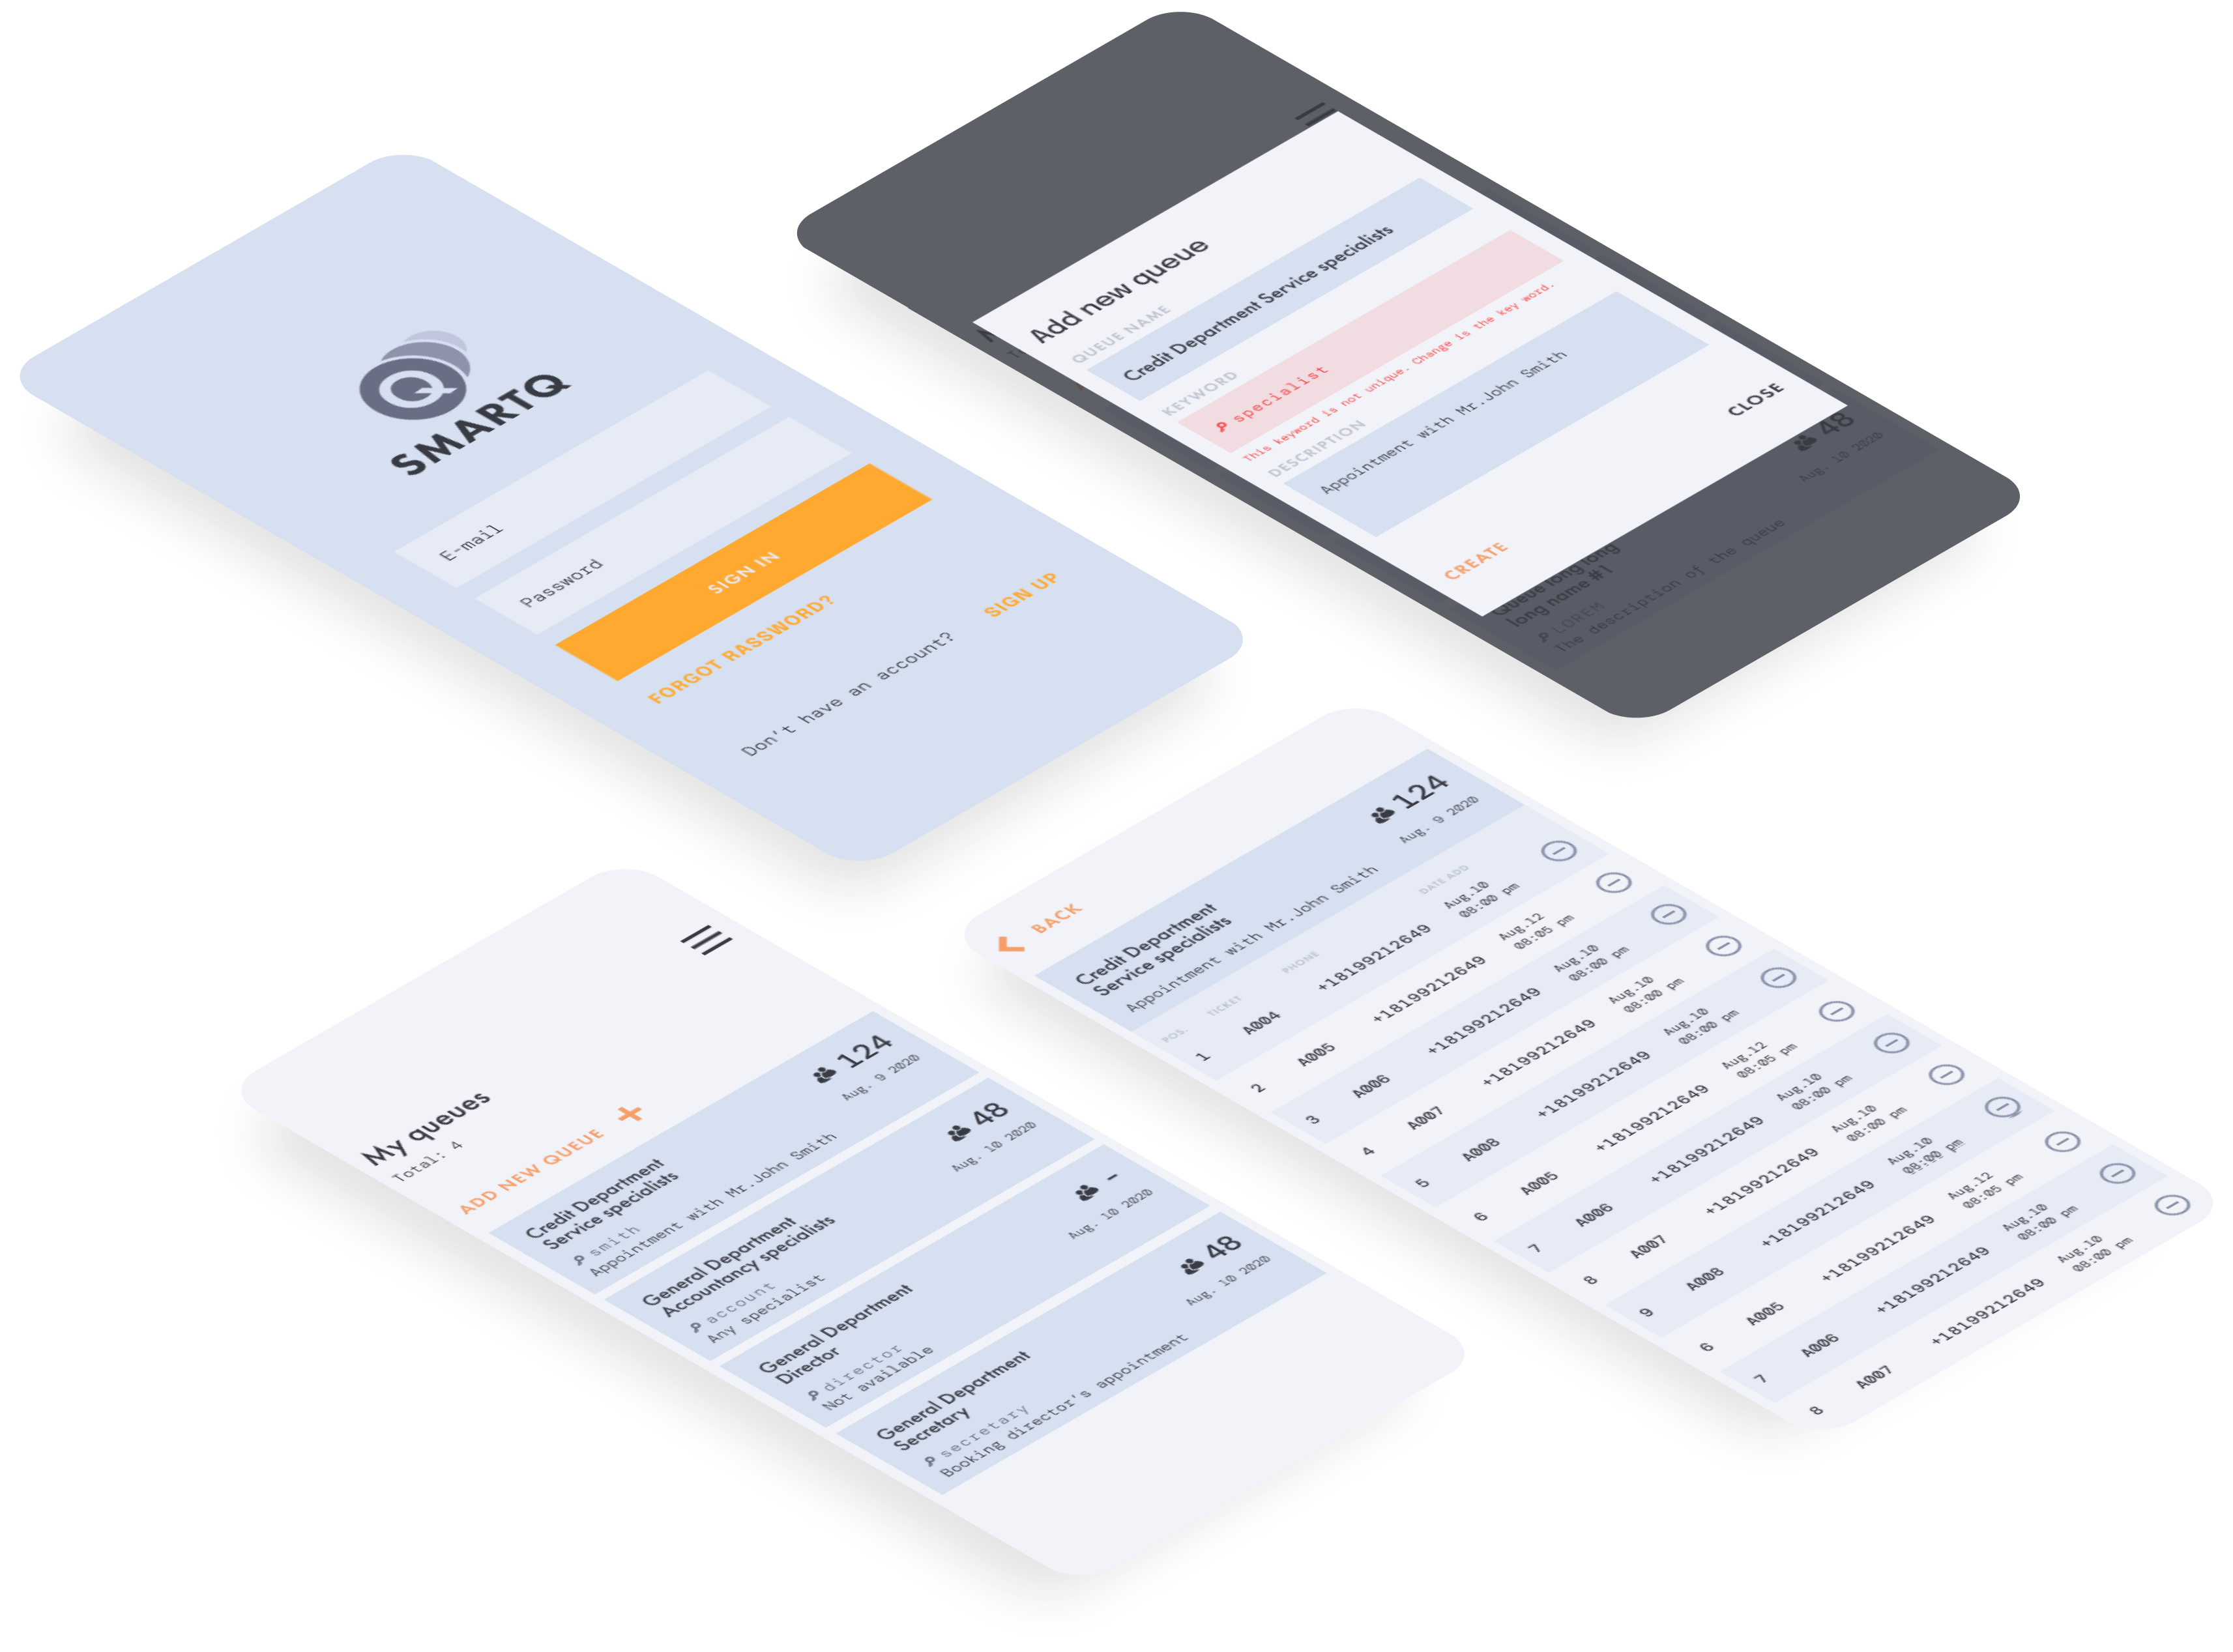 SMARTQ
E-mail
Password
SIGN IN
FORGOT RASSWORD?
Don't have an account? SIGN UP
Add new queue
QUEUE NAME
Credit Department Service specialists
KEYWORD
specialist
This keyword is not unique. Change is the key word.
DESCRIPTION
Appointment with Mr.John Smith
CREATE CLOSE
48
Aug. 10 2020
Queue long long
long name #1
LOREM
The description of the queue
My queues
Total: 4
ADD NEW QUEUE
Credit Department
Service specialists
124
Aug. 9 2020
smith
Appointment with Mr.John Smith
General Department
Accountancy specialists
48
Aug. 10 2020
account
Any specialist
General Department
Director
-
Aug. 10 2020
director
Not available
General Department
Secretary
48
Aug. 10 2020
secretary
Booking director's appointment
BACK
Credit Department
Service specialists
124
Aug. 9 2020
Appointment with Mr.John Smith
POS. TICKET PHONE DATE ADD
1 A004 +18199212649 Aug.10 08:00 pm
2 A005 +18199212649 Aug.12 08:05 pm
3 A006 +18199212649 Aug.10 08:00 pm
4 A007 +18199212649 Aug.10 08:00 pm
5 A008 +18199212649 Aug.10 08:00 pm
6 A005 +18199212649 Aug.12 08:05 pm
7 A006 +18199212649 Aug.10 08:00 pm
8 A007 +18199212649 Aug.10 08:00 pm
9 A008 +18199212649 Aug.10 08:00 pm
6 A005 +18199212649 Aug.12 08:05 pm
7 A006 +18199212649 Aug.10 08:00 pm
8 A007 +18199212649 Aug.10 08:00 pm